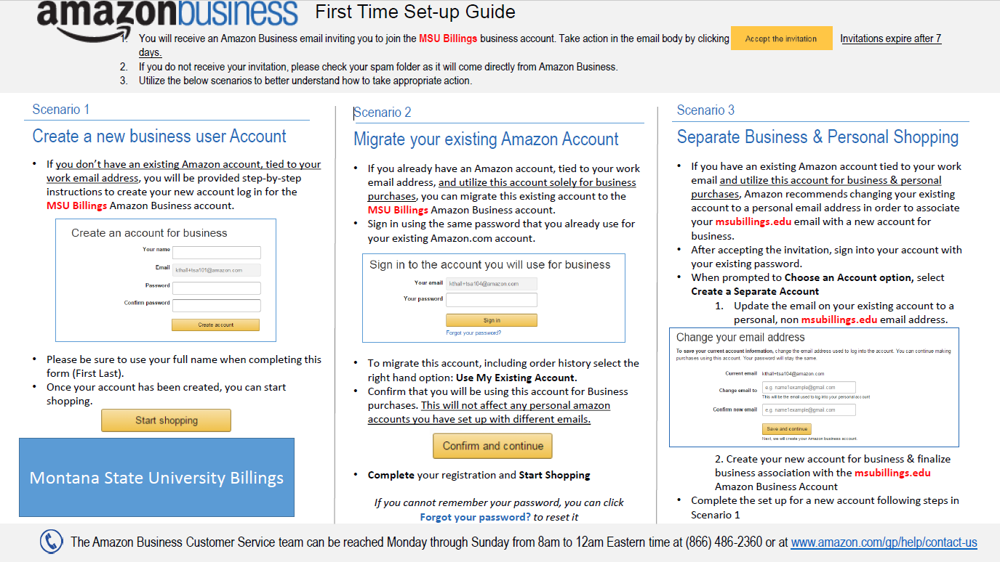 amazonbusiness First Time Set-up Guide
1. You will receive an Amazon Business email inviting you to join the MSU Billings business account. Take action in the email body by clicking Accept the invitation Invitations expire after 7
days.
2. If you do not receive your invitation, please check your spam folder as it will come directly from Amazon Business.
3. Utilize the below scenarios to better understand how to take appropriate action.
Scenario 1
Create a new business user Account
• If you don't have an existing Amazon account, tied to your
work email address, you will be provided step-by-step
instructions to create your new account log in for the
MSU Billings Amazon Business account.
Create an account for business
Your name
Email kthall+tsa101@amazon.com
Password
Confirm password
Create account
• Please be sure to use your full name when completing this
form (First Last).
• Once your account has been created, you can start
shopping.
Start shopping
Montana State University Billings
Scenario 2
Migrate your existing Amazon Account
• If you already have an Amazon account, tied to your work
email address, and utilize this account solely for business
purchases, you can migrate this existing account to the
MSU Billings Amazon Business account.
• Sign in using the same password that you already use for
your existing Amazon.com account.
Sign in to the account you will use for business
Your email kthall+tsa104@amazon.com
Your password
Sign in
Forgot your password?
• To migrate this account, including order history select the
right hand option: Use My Existing Account.
• Confirm that you will be using this account for Business
purchases. This will not affect any personal amazon
accounts you have set up with different emails.
Confirm and continue
• Complete your registration and Start Shopping
If you cannot remember your password, you can click
Forgot your password? to reset it
Scenario 3
Separate Business & Personal Shopping
• If you have an existing Amazon account tied to your work
email and utilize this account for business & personal
purchases, Amazon recommends changing your existing
account to a personal email address in order to associate
your msubillings.edu email with a new account for
business.
• After accepting the invitation, sign into your account with
your existing password.
• When prompted to Choose an Account option, select
Create a Separate Account
1. Update the email on your existing account to a
personal, non msubillings.edu email address.
Change your email address
To save your current account information, change the email address used to log into the account. You can continue making
purchases using this account. Your password will stay the same.
Current email kthall+tsa104@amazon.com
Change email to e.g. name1example@gmail.com
This will be the email used to log into your personal account
Confirm new email e.g. name1example@gmail.com
Save and continue
Next, we will create your Amazon business account.
2. Create your new account for business & finalize
business association with the msubillings.edu
Amazon Business Account
• Complete the set up for a new account following steps in
Scenario 1
The Amazon Business Customer Service team can be reached Monday through Sunday from 8am to 12am Eastern time at (866) 486-2360 or at www.amazon.com/gp/help/contact-us